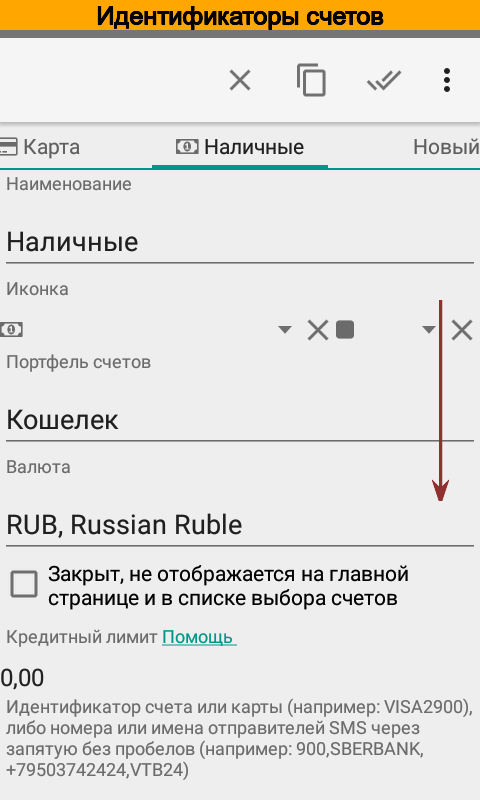 Идентификаторы счетов
Карта
Наличные
Новый
Наименование
Наличные
Иконка
Портфель счетов
Кошелек
Валюта
RUB, Russian Ruble
Закрыт, не отображается на главной
странице и в списке выбора счетов
Кредитный лимит Помощь
0,00
Идентификатор счета или карты (например: VISA2900),
либо номера или имена отправителей SMS через
запятую без пробелов (например: 900,SBERBANK,
+79503742424,VTB24)